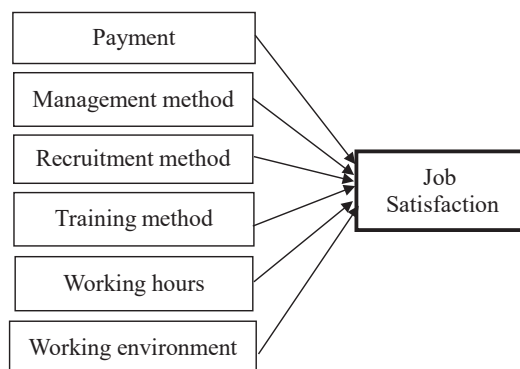 Payment
Management method
Recruitment method
Training method
Working hours
Working environment
Job
Satisfaction